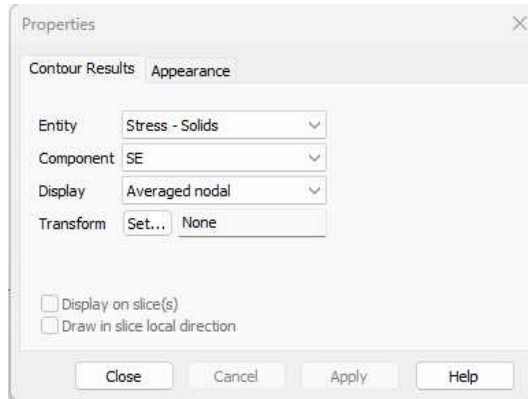 Properties
Contour Results Appearance
Entity Stress - Solids
Component SE
Display Averaged nodal
Transform Set... None
Display on slice(s)
Draw in slice local direction
Close Cancel Apply Help